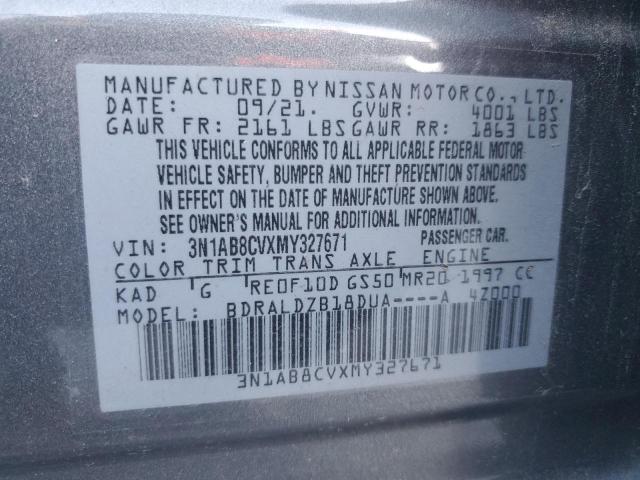 MANUFACTURED BY NISSAN MOTOR CO., LTD.
DATE: 09/21. GVWR: 4001 LBS
GAWR FR: 2161 LBS GAWR RR: 1863 LBS
THIS VEHICLE CONFORMS TO ALL APPLICABLE FEDERAL MOTOR
VEHICLE SAFETY, BUMPER AND THEFT PREVENTION STANDARDS
IN EFFECT ON THE DATE OF MANUFACTURE SHOWN ABOVE.
SEE OWNER'S MANUAL FOR ADDITIONAL INFORMATION.
VIN: 3N1AB8CVXMY327671 PASSENGER CAR.
COLOR TRIM TRANS AXLE ENGINE
KAD G RE0F10D GS50 MR20 1997 CC
MODEL: BDRALDZB18DUA----A 4Z000
3N1AB8CVXMY327671